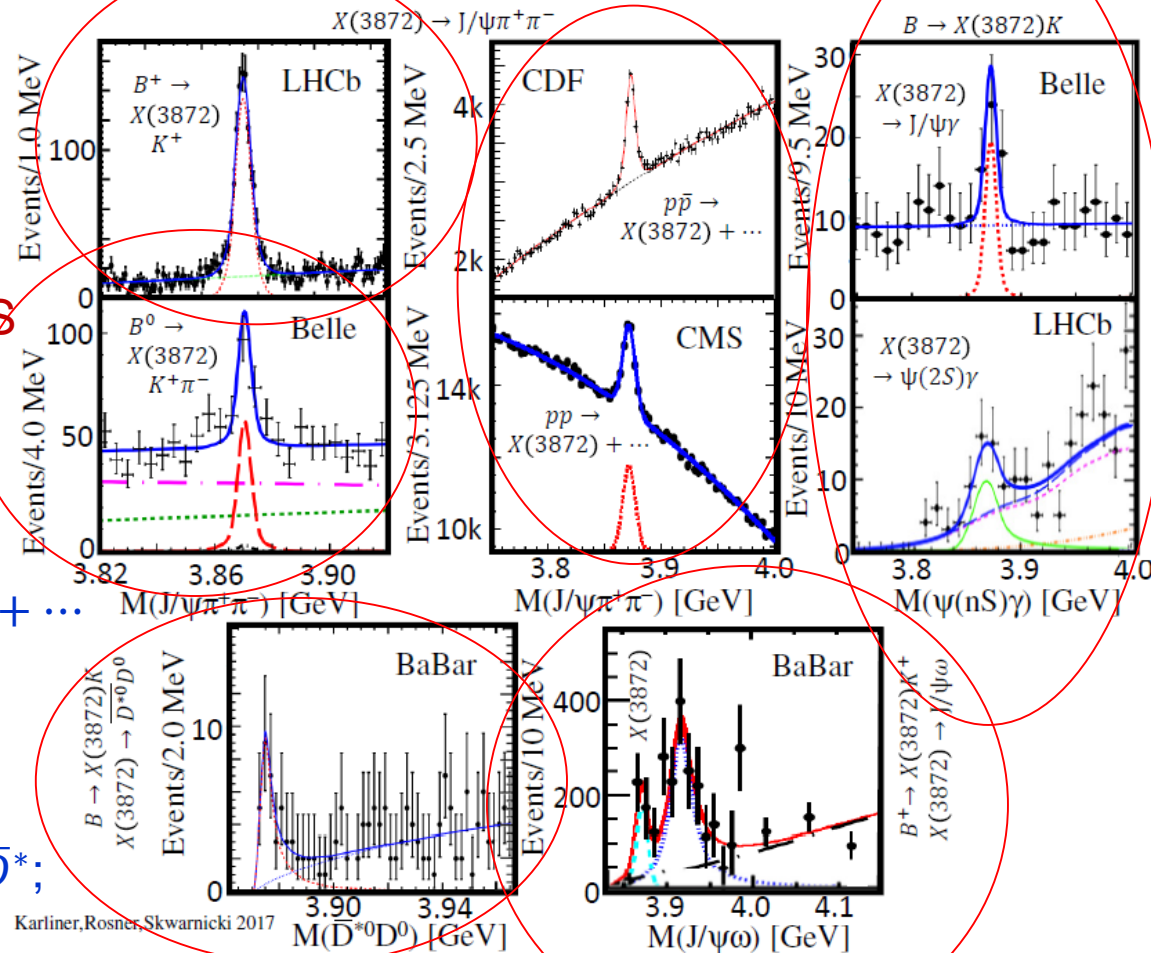 X(3872) → J/ψπ⁺π⁻
B → X(3872)K
Events/1.0 MeV
100
0
B⁺ →
X(3872)
K⁺
LHCb
Events/2.5 MeV
4k
2k
CDF
pp̄ →
X(3872) + ⋯
Events/9.5 MeV
30
20
10
0
X(3872)
→ J/ψγ
Belle
s
Events/4.0 MeV
100
50
0
B⁰ →
X(3872)
K⁺π⁻
Belle
3.82
3.86
3.90
M(J/ψπ⁺π⁻) [GeV]
Events/3.125 MeV
14k
10k
CMS
pp →
X(3872) + ⋯
3.8
3.9
4.0
M(J/ψπ⁺π⁻) [GeV]
Events/10 MeV
30
20
10
0
LHCb
X(3872)
→ ψ(2S)γ
3.8
3.9
4.0
M(ψ(nS)γ) [GeV]
+ ⋯
B → X(3872)K
X(3872) → D̄*⁰D⁰
Events/2.0 MeV
10
0
BaBar
3.90
3.94
M(D̄*⁰D⁰) [GeV]
Events/10 MeV
400
200
0
X(3872)
BaBar
3.9
4.0
4.1
M(J/ψω) [GeV]
B⁺ → X(3872)K⁺
X(3872) → J/ψω
D̄*;
Karliner,Rosner,Skwarnicki 2017